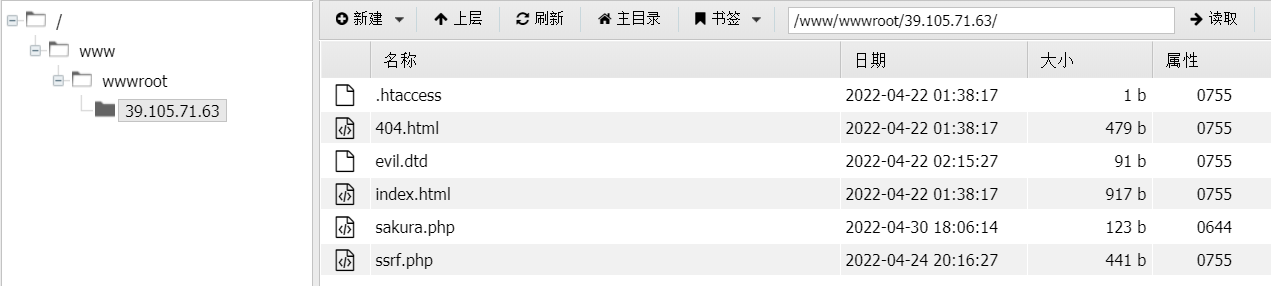 /
www
wwwroot
39.105.71.63
新建 上层 刷新 主目录 书签 /www/wwwroot/39.105.71.63/ 读取
名称 日期 大小 属性
.htaccess 2022-04-22 01:38:17 1 b 0755
404.html 2022-04-22 01:38:17 479 b 0755
evil.dtd 2022-04-22 02:15:27 91 b 0755
index.html 2022-04-22 01:38:17 917 b 0755
sakura.php 2022-04-30 18:06:14 123 b 0644
ssrf.php 2022-04-24 20:16:27 441 b 0755